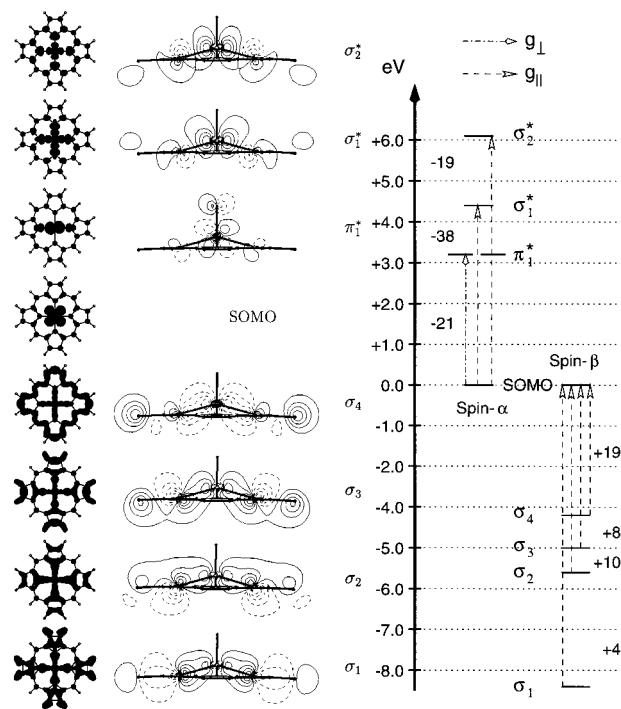 σ₂*
σ₁*
π₁*
SOMO
σ₄
σ₃
σ₂
σ₁
g⊥
g||
eV
+6.0
+5.0
+4.0
+3.0
+2.0
+1.0
0.0
-1.0
-2.0
-3.0
-4.0
-5.0
-6.0
-7.0
-8.0
σ₂*
-19
σ₁*
-38
π₁*
-21
Spin-β
SOMO
Spin-α
+19
σ₄
+8
σ₃
+10
σ₂
+4
σ₁